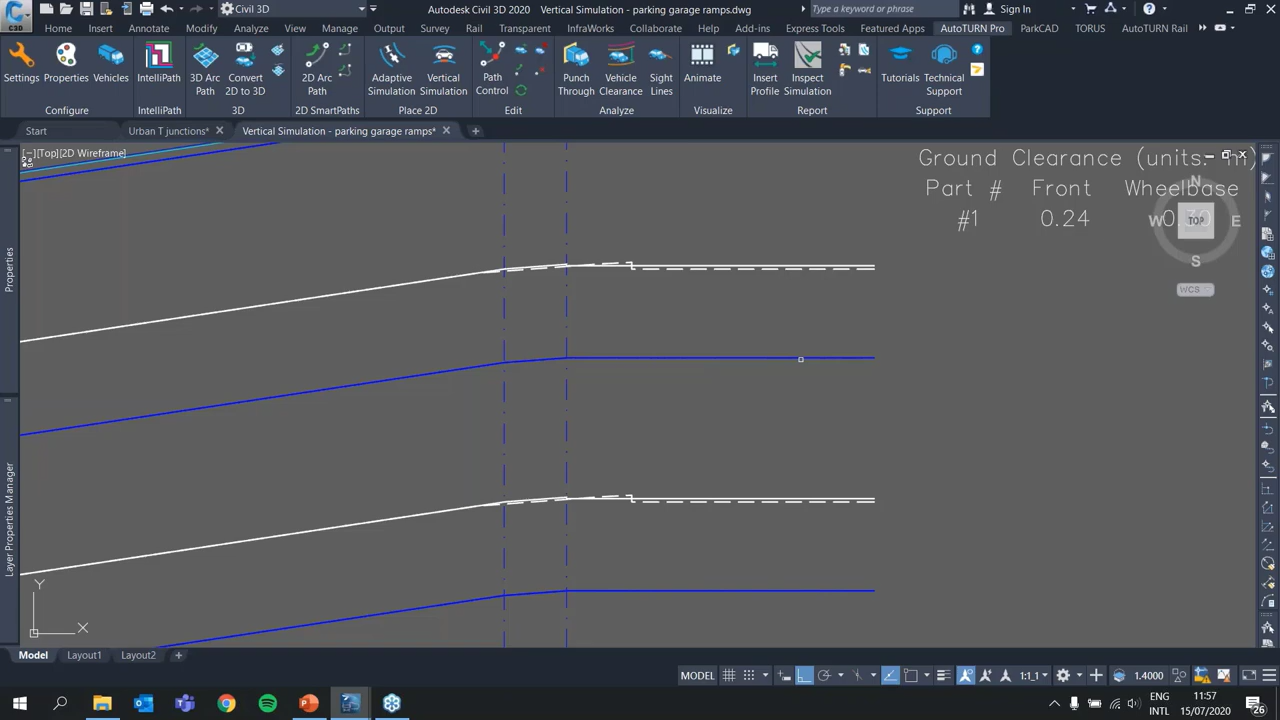 C3D
Civil 3D
Autodesk Civil 3D 2020
Vertical Simulation - parking garage ramps.dwg
Type a keyword or phrase
Sign In
Home
Insert
Annotate
Modify
Analyze
View
Manage
Output
Survey
Rail
Transparent
InfraWorks
Collaborate
Help
Add-ins
Express Tools
Featured Apps
AutoTURN Pro
ParkCAD
TORUS
AutoTURN Rail
Settings
Properties
Vehicles
IntelliPath
3D Arc
Path
Convert
2D to 3D
2D Arc
Path
Adaptive
Simulation
Vertical
Simulation
Path
Control
Punch
Through
Vehicle
Clearance
Sight
Lines
Animate
Insert
Profile
Inspect
Simulation
Tutorials
Technical
Support
Configure
IntelliPath
3D
2D SmartPaths
Place 2D
Edit
Analyze
Visualize
Report
Support
Start
Urban T junctions*
Vertical Simulation - parking garage ramps*
[−][Top][2D Wireframe]
Ground Clearance (units: m)
Part # Front Wheelbase
#1 0.24 0.30
N
W
TOP
E
S
WCS
Properties
Layer Properties Manager
Y
X
Model
Layout1
Layout2
MODEL
1:1
1.4000
ENG
INTL
11:57
15/07/2020
26